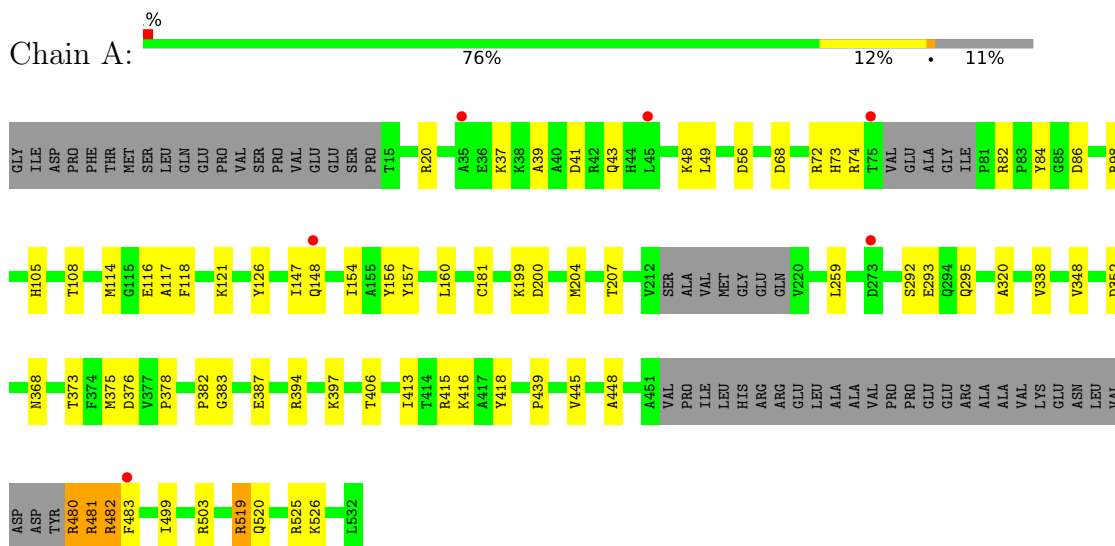 .%
Chain A:
76% 12% • 11%
GLY ILE ASP PRO PHE THR MET SER LEU GLN GLU PRO VAL SER PRO VAL GLU GLU SER PRO T15 R20 A35 E36 K37 K38 A39 A40 D41 R42 Q43 H44 L45 K48 L49 D56 D68 R72 H73 R74 T75 VAL GLU ALA GLY ILE P81 R82 P83 Y84 G85 D86
H105 T108 M114 G115 E116 A117 F118 K121 Y126 I147 Q148 I154 A155 Y156 Y157 L160 C181 K199 D200 M204 T207 V212 SER ALA VAL MET GLY GLU GLN V220 L259 D273 S292 E293 Q294 Q295 A320 V338 V348
N368 T373 F374 M375 D376 V377 P378 P382 G383 E387 R394 K397 T406 I413 T414 R415 K416 A417 Y418 P439 V445 A448 A451 VAL PRO ILE LEU HIS ARG ARG GLU LEU ALA ALA VAL PRO PRO GLU GLU ARG ALA ALA VAL LYS GLU ASN LEU
ASP ASP TYR R480 R481 R482 F483 I499 R503 R519 Q520 R525 K526 L532